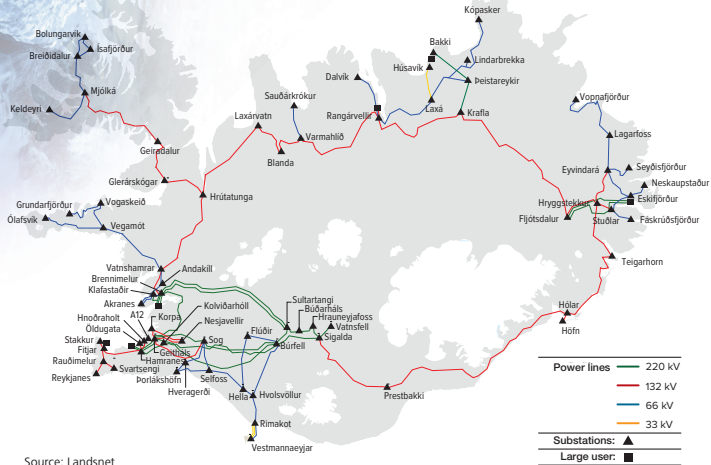 Kópasker
Bolungarvík
Ísafjörður
Breiðidalur
Bakki
Lindarbrekka
Húsavík
Dalvík
Þeistareykir
Mjólká
Keldeyri
Sauðárkrókur
Laxá
Vopnafjörður
Laxárvatn
Rangárvellir
Krafla
Lagarfoss
Varmahlíð
Geiradalur
Blanda
Eyvindará
Seyðisfjörður
Glerárskógar
Neskaupstaður
Hrútatunga
Hryggstekkur
Eskifjörður
Grundarfjörður
Vogaskeið
Fljótsdalur
Stuðlar
Fáskrúðsfjörður
Ólafsvík
Vegamót
Teigarhorn
Vatnshamrar
Andakíll
Brennimelur
Klafastaðir
Akranes
Kolviðarhóll
Sultartangi
Búðarháls
Hrauneyjafoss
Vatnsfell
Sigalda
Hólar
Höfn
Hnoðraholt
A12
Korpa
Nesjavellir
Öldugata
Sog
Flúðir
Búrfell
Stakkur
Fitjar
Geitháls
Rauðimelur
Hamranes
Reykjanes
Svartsengi
Þorlákshöfn
Selfoss
Hveragerði
Hella
Hvolsvöllur
Prestbakki
Rimakot
Vestmannaeyjar
Power lines
220 kV
132 kV
66 kV
33 kV
Substations:
Large user:
Source: Landsnet